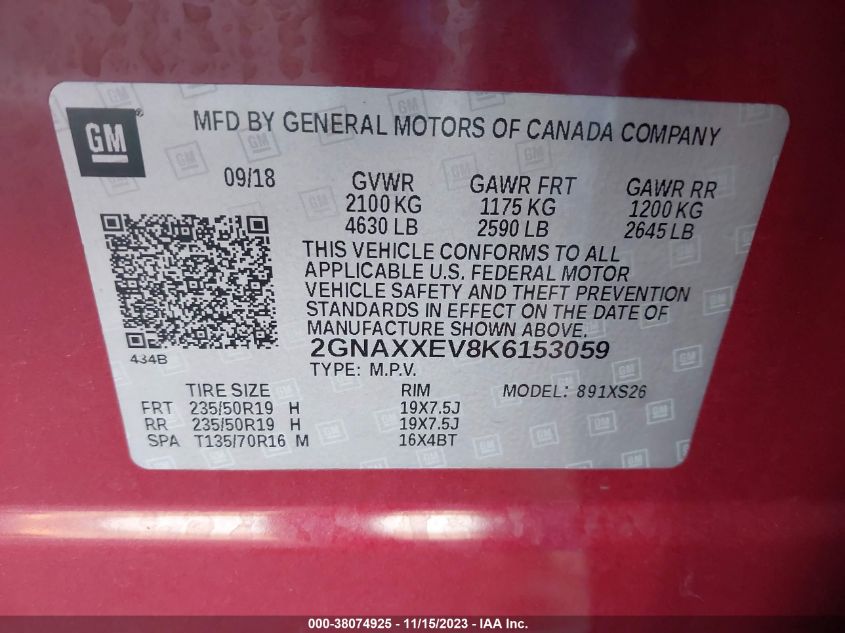 GM
MFD BY GENERAL MOTORS OF CANADA COMPANY
09/18 GVWR GAWR FRT GAWR RR
2100 KG 1175 KG 1200 KG
4630 LB 2590 LB 2645 LB
THIS VEHICLE CONFORMS TO ALL
APPLICABLE U.S. FEDERAL MOTOR
VEHICLE SAFETY AND THEFT PREVENTION
STANDARDS IN EFFECT ON THE DATE OF
MANUFACTURE SHOWN ABOVE.
434B 2GNAXXEV8K6153059
TYPE: M.P.V.
TIRE SIZE RIM MODEL: 891XS26
FRT 235/50R19 H 19X7.5J
RR 235/50R19 H 19X7.5J
SPA T135/70R16 M 16X4BT
000-38074925 - 11/15/2023 - IAA Inc.